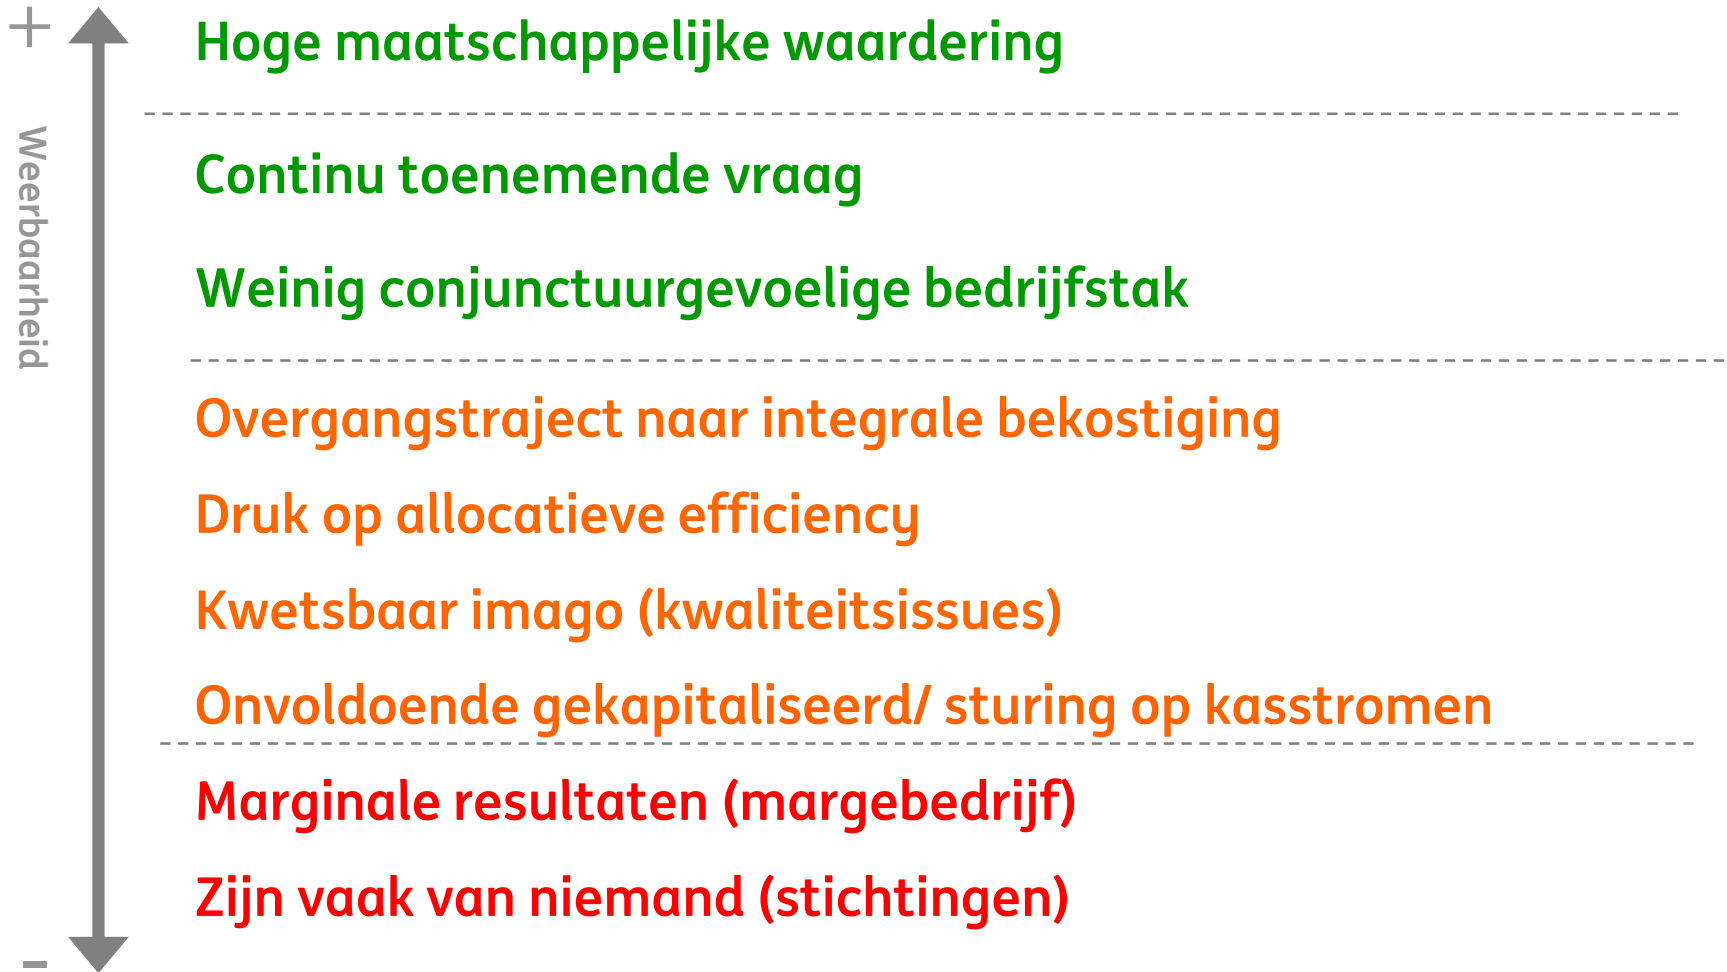 +
Weerbaarheid
Hoge maatschappelijke waardering
Continu toenemende vraag
Weinig conjunctuurgevoelige bedrijfstak
Overgangstraject naar integrale bekostiging
Druk op allocatieve efficiency
Kwetsbaar imago (kwaliteitsissues)
Onvoldoende gekapitaliseerd/ sturing op kasstromen
Marginale resultaten (margebedrijf)
Zijn vaak van niemand (stichtingen)
-